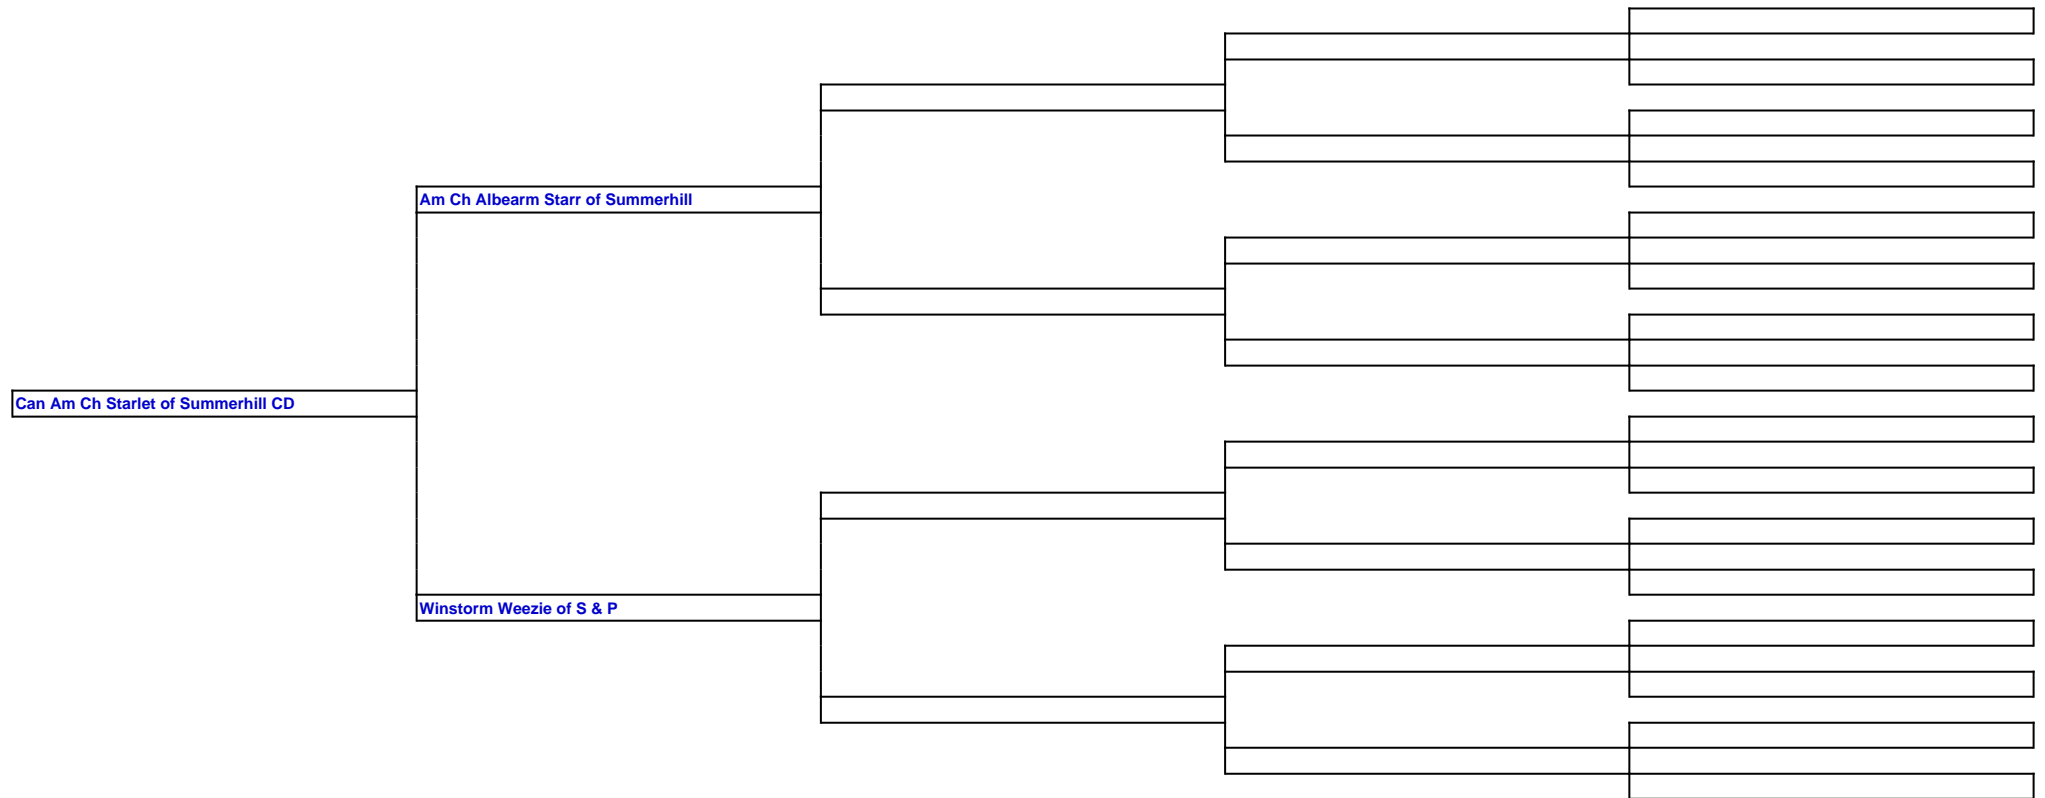 Am Ch Albearm Starr of Summerhill
Can Am Ch Starlet of Summerhill CD
Winstorm Weezie of S & P